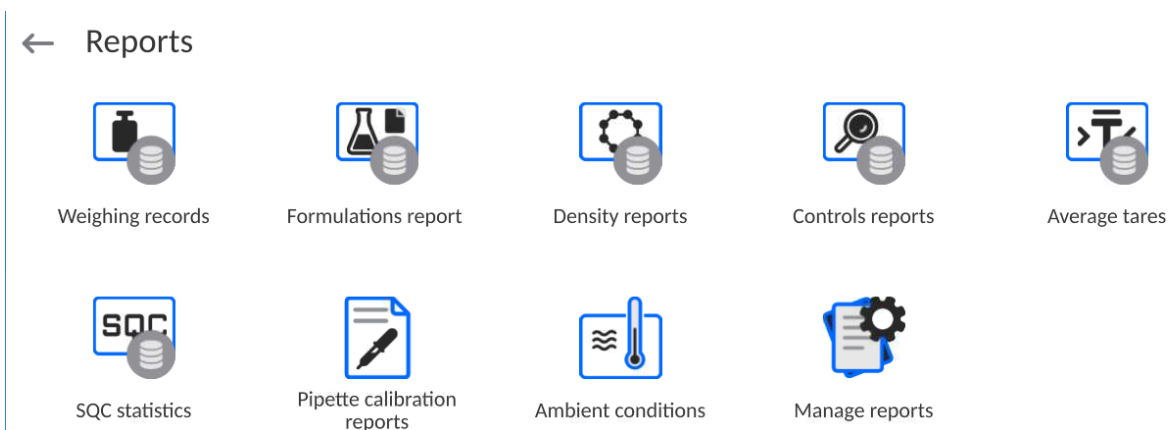 Reports
Weighing records
Formulations report
Density reports
Controls reports
Average tares
SQC
SQC statistics
Pipette calibration
reports
Ambient conditions
Manage reports